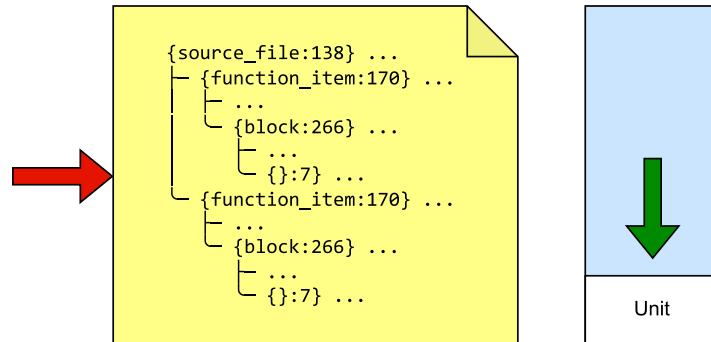 {source_file:138} ...
├─ {function_item:170} ...
│  ├─ ...
│  ╰─ {block:266} ...
│     ├─ ...
│     ╰─ {}:7} ...
╰─ {function_item:170} ...
   ├─ ...
   ╰─ {block:266} ...
      ├─ ...
      ╰─ {}:7} ...
Unit